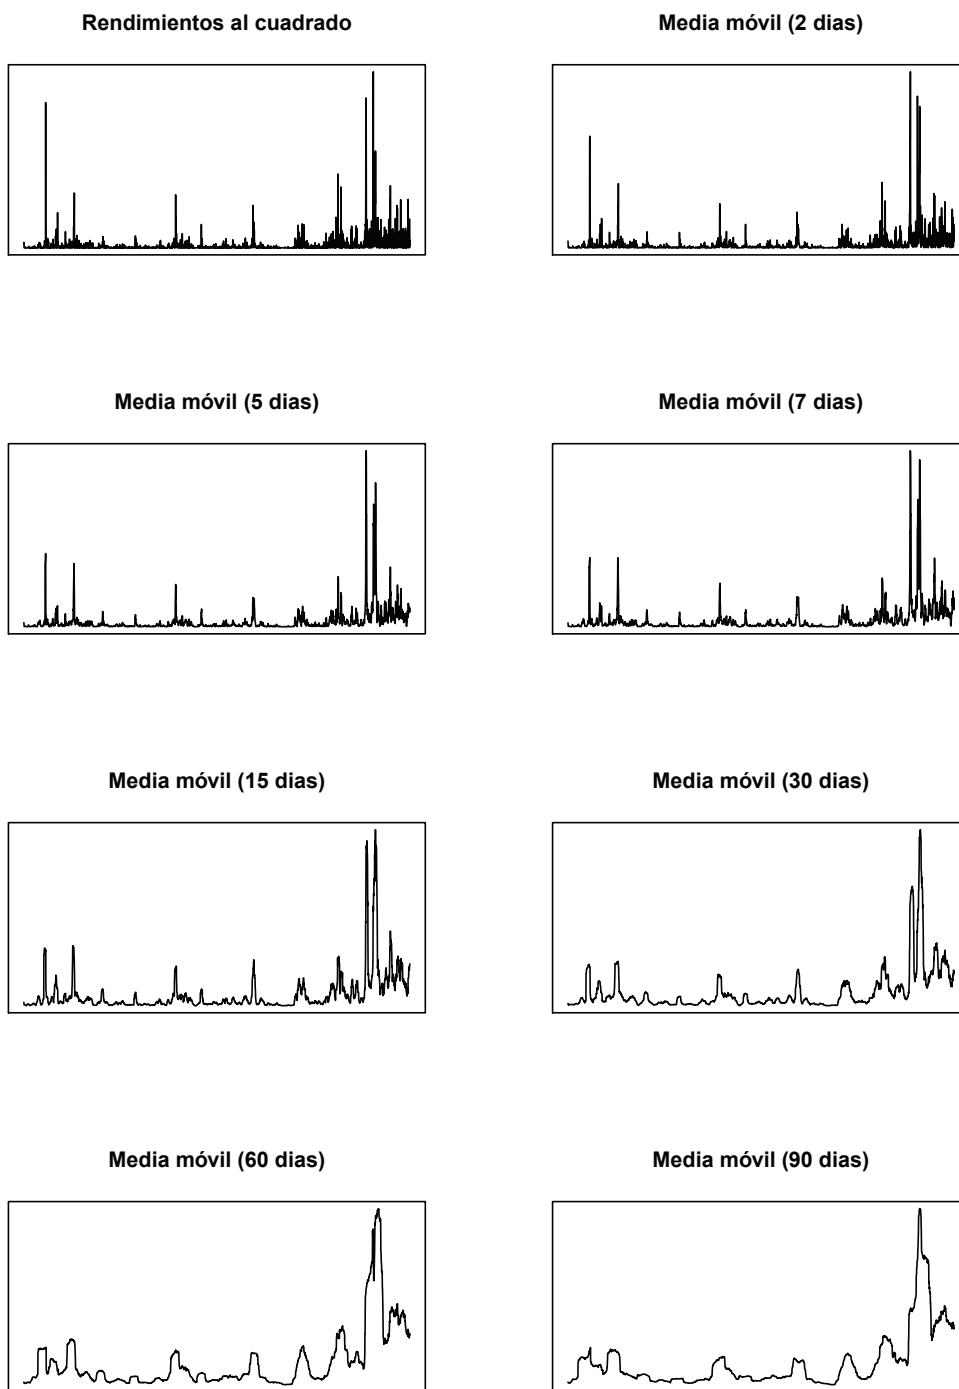 Rendimientos al cuadrado
Media móvil (2 dias)
Media móvil (5 dias)
Media móvil (7 dias)
Media móvil (15 dias)
Media móvil (30 dias)
Media móvil (60 dias)
Media móvil (90 dias)